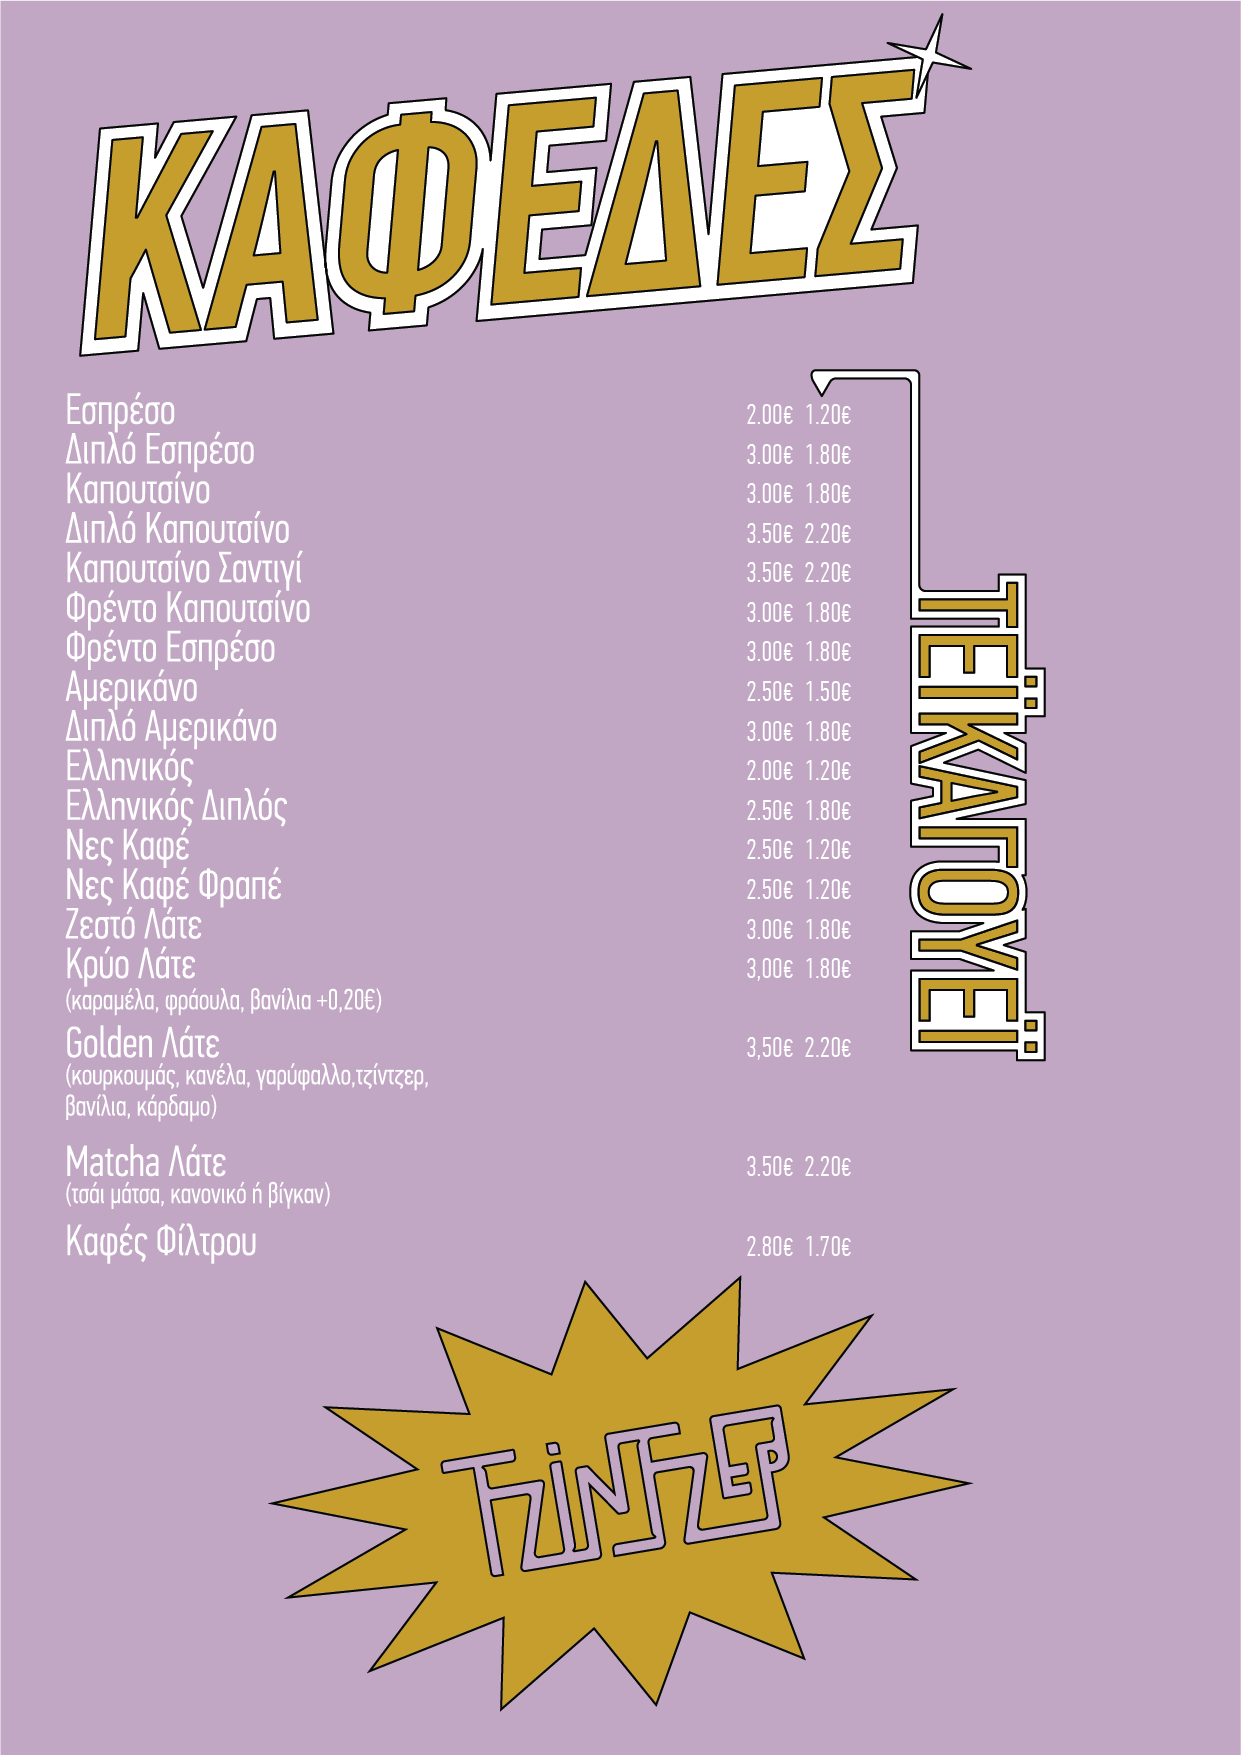 ΚΑΦΕΔΕΣ
Εσπρέσο 2.00€ 1.20€
Διπλό Εσπρέσο 3.00€ 1.80€
Καπουτσίνο 3.00€ 1.80€
Διπλό Καπουτσίνο 3.50€ 2.20€
Καπουτσίνο Σαντιγί 3.50€ 2.20€
Φρέντο Καπουτσίνο 3.00€ 1.80€
Φρέντο Εσπρέσο 3.00€ 1.80€
Αμερικάνο 2.50€ 1.50€
Διπλό Αμερικάνο 3.00€ 1.80€
Ελληνικός 2.00€ 1.20€
Ελληνικός Διπλός 2.50€ 1.80€
Νες Καφέ 2.50€ 1.20€
Νες Καφέ Φραπέ 2.50€ 1.20€
Ζεστό Λάτε 3.00€ 1.80€
Κρύο Λάτε 3,00€ 1.80€
(καραμέλα, φράουλα, βανίλια +0,20€)
Golden Λάτε 3,50€ 2.20€
(κουρκουμάς, κανέλα, γαρύφαλλο,τζίντζερ,
βανίλια, κάρδαμο)
Matcha Λάτε 3.50€ 2.20€
(τσάι μάτσα, κανονικό ή βίγκαν)
Καφές Φίλτρου 2.80€ 1.70€
ΤΕΪΚΑΓΟΥΕΪ
ΤΖίΝΤΖΕΡ